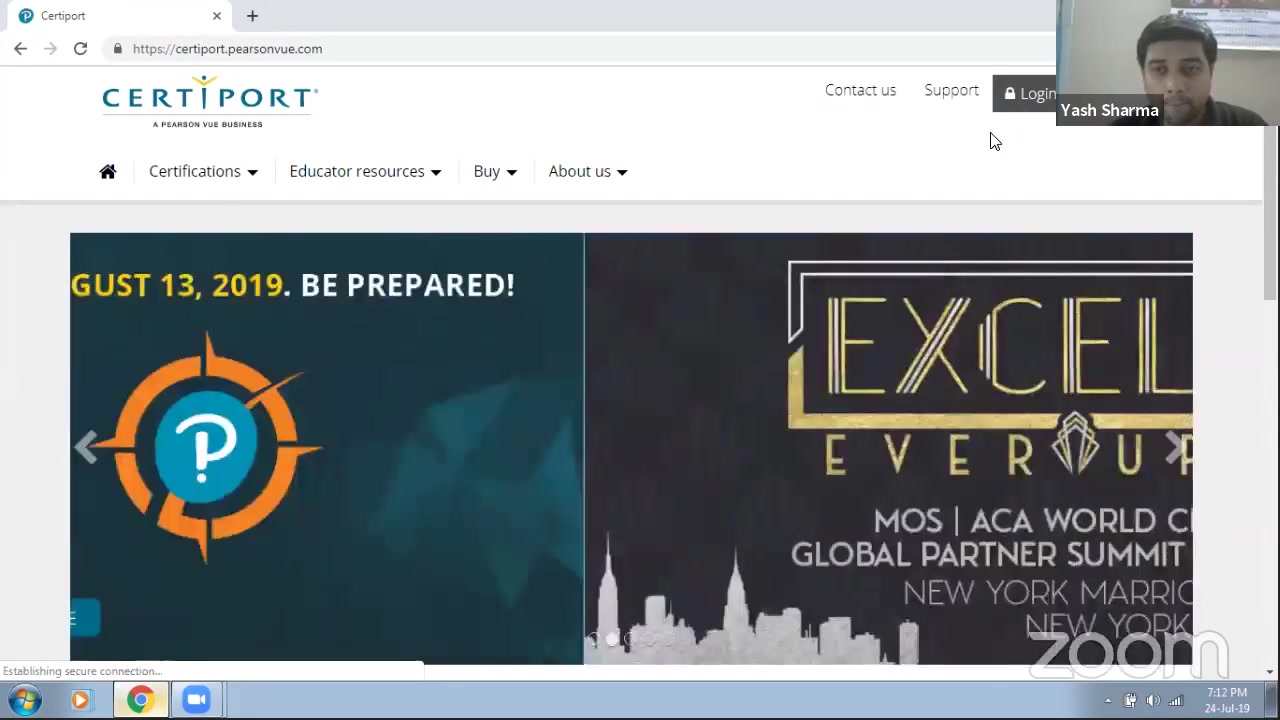 Certiport
https://certiport.pearsonvue.com
CERTIPORT
A PEARSON VUE BUSINESS
Contact us
Support
Login
Yash Sharma
Certifications
Educator resources
Buy
About us
GUST 13, 2019. BE PREPARED!
EXCEL
EVER UP
MOS | ACA WORLD C
GLOBAL PARTNER SUMMIT
NEW YORK MARRIO
NEW YORK
E
zoom
Establishing secure connection...
7:12 PM
24-Jul-19